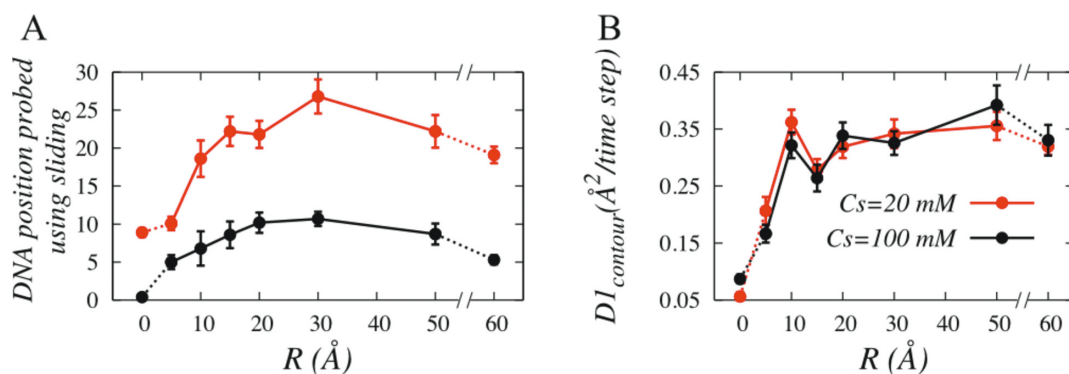 A
DNA position probed
using sliding
30
25
20
15
10
5
0
0
10
20
30
40
50
60
R (Å)
B
D1contour(Å²/time step)
0.45
0.35
0.25
0.15
0.05
0
10
20
30
40
50
60
R (Å)
Cs=20 mM
Cs=100 mM